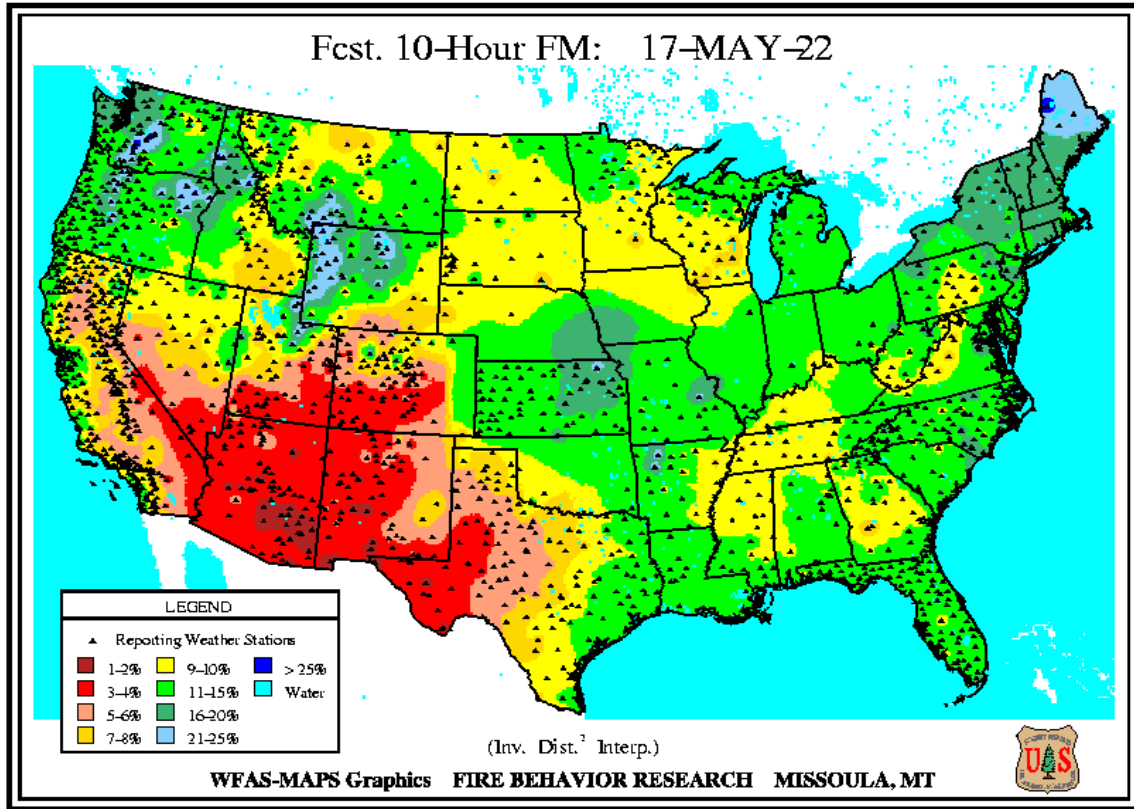 Fcst. 10-Hour FM: 17-MAY-22
LEGEND
Reporting Weather Stations
1-2%
3-4%
5-6%
7-8%
9-10%
11-15%
16-20%
21-25%
> 25%
Water
(Inv. Dist.² Interp.)
WFAS-MAPS Graphics FIRE BEHAVIOR RESEARCH MISSOULA, MT
U S